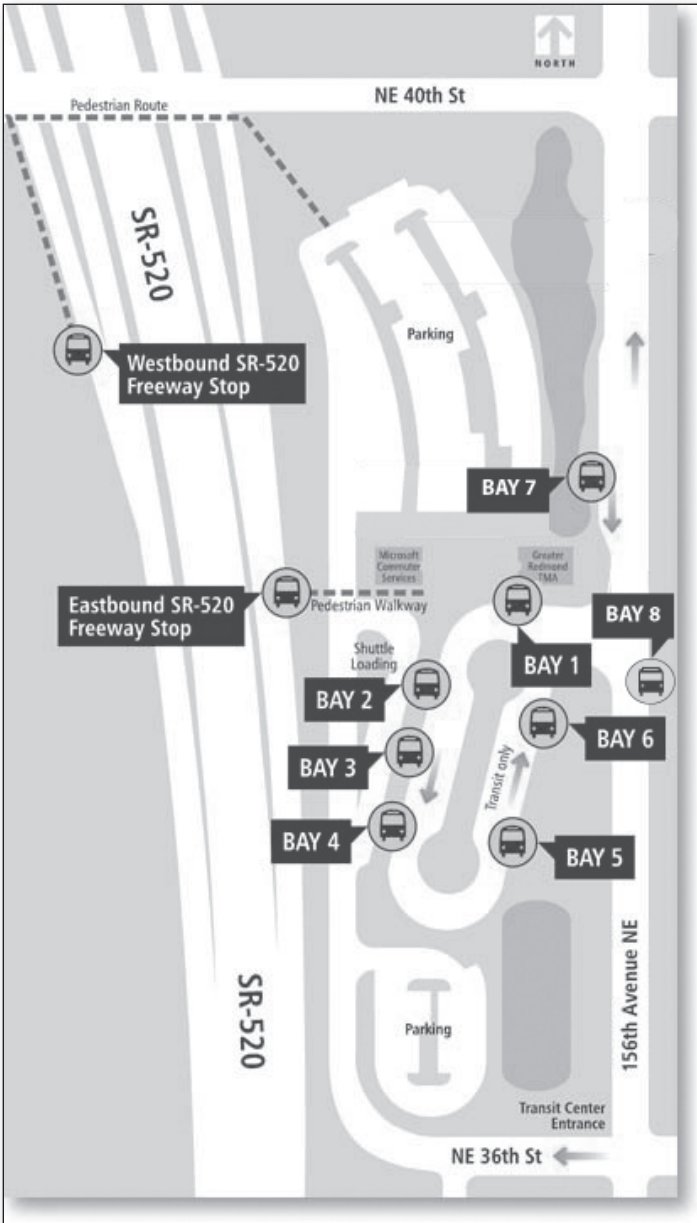 NORTH
NE 40th St
Pedestrian Route
SR-520
Westbound SR-520
Freeway Stop
Parking
BAY 7
Microsoft
Commuter
Services
Greater
Redmond
TMA
Eastbound SR-520
Freeway Stop
Pedestrian Walkway
BAY 8
Shuttle
Loading
BAY 1
BAY 2
BAY 6
BAY 3
Transit only
BAY 4
BAY 5
SR-520
156th Avenue NE
Parking
Transit Center
Entrance
NE 36th St